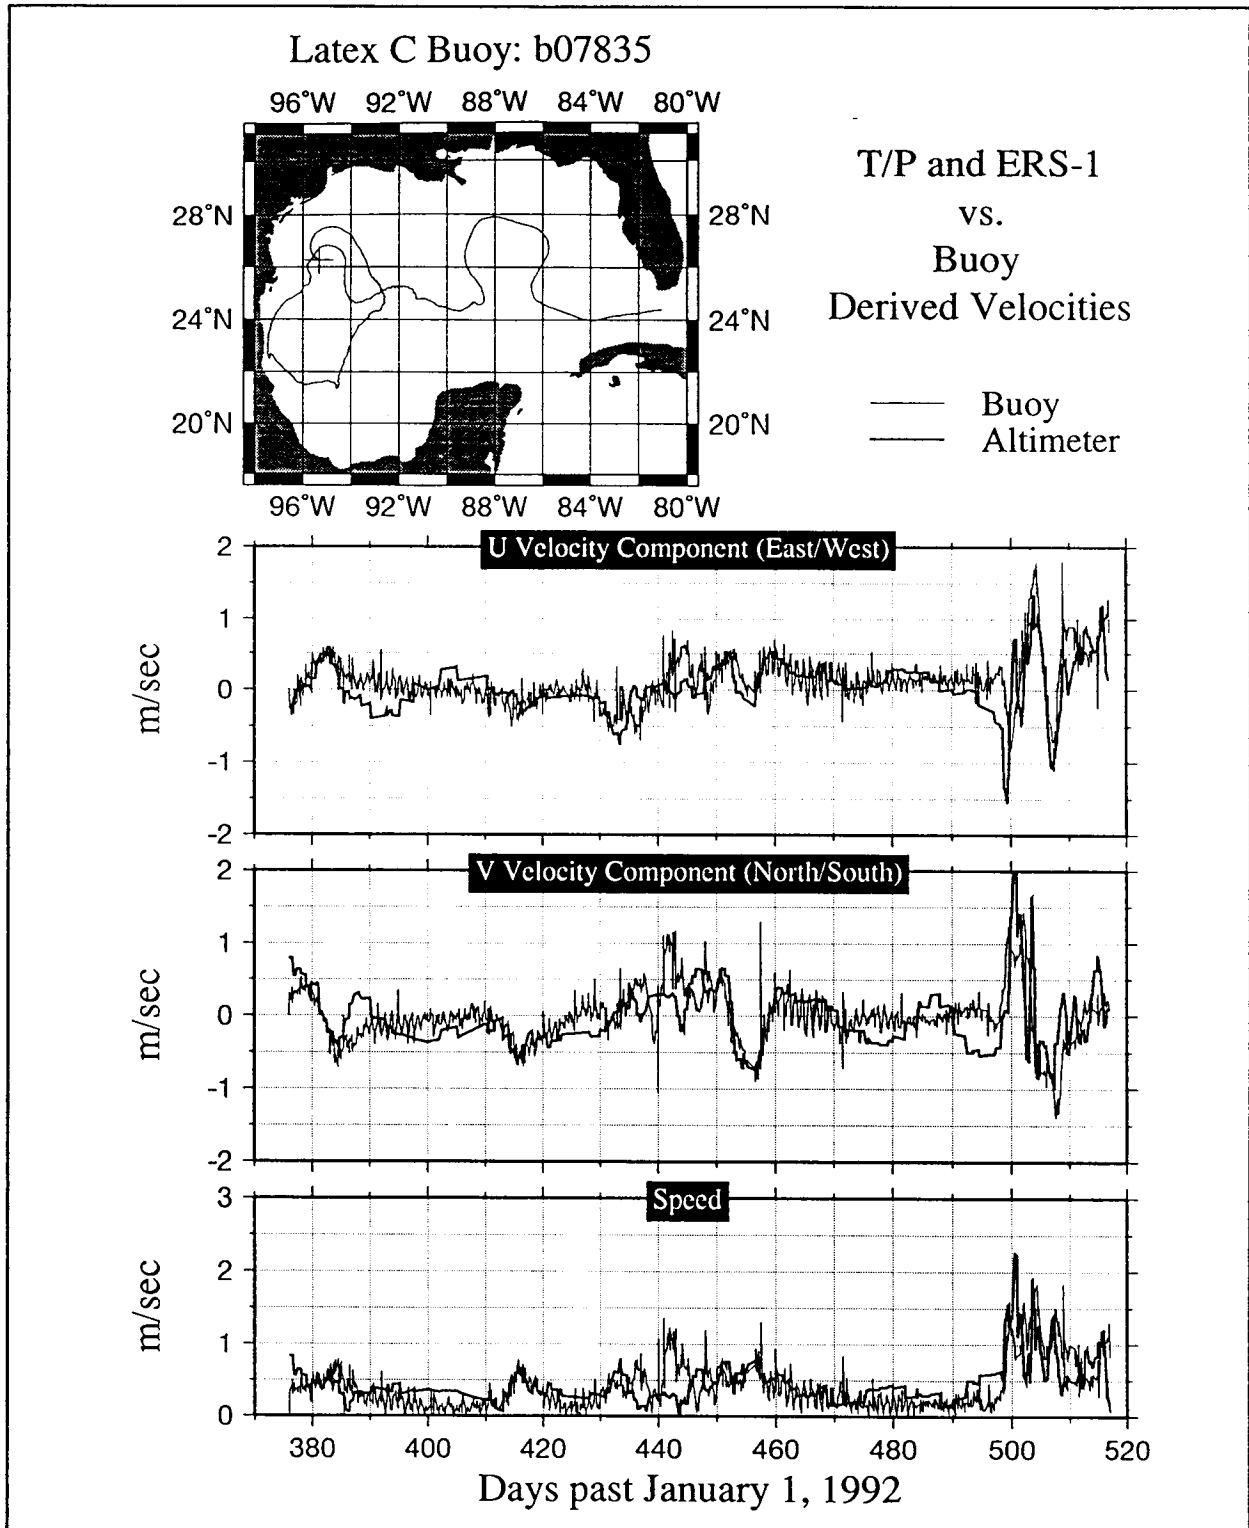 Latex C Buoy: b07835
96°W 92°W 88°W 84°W 80°W
28°N 28°N
24°N 24°N
20°N 20°N
96°W 92°W 88°W 84°W 80°W
T/P and ERS-1
vs.
Buoy
Derived Velocities
Buoy
Altimeter
U Velocity Component (East/West)
2
1
0
-1
-2
m/sec
V Velocity Component (North/South)
2
1
0
-1
-2
m/sec
Speed
3
2
1
0
m/sec
380 400 420 440 460 480 500 520
Days past January 1, 1992